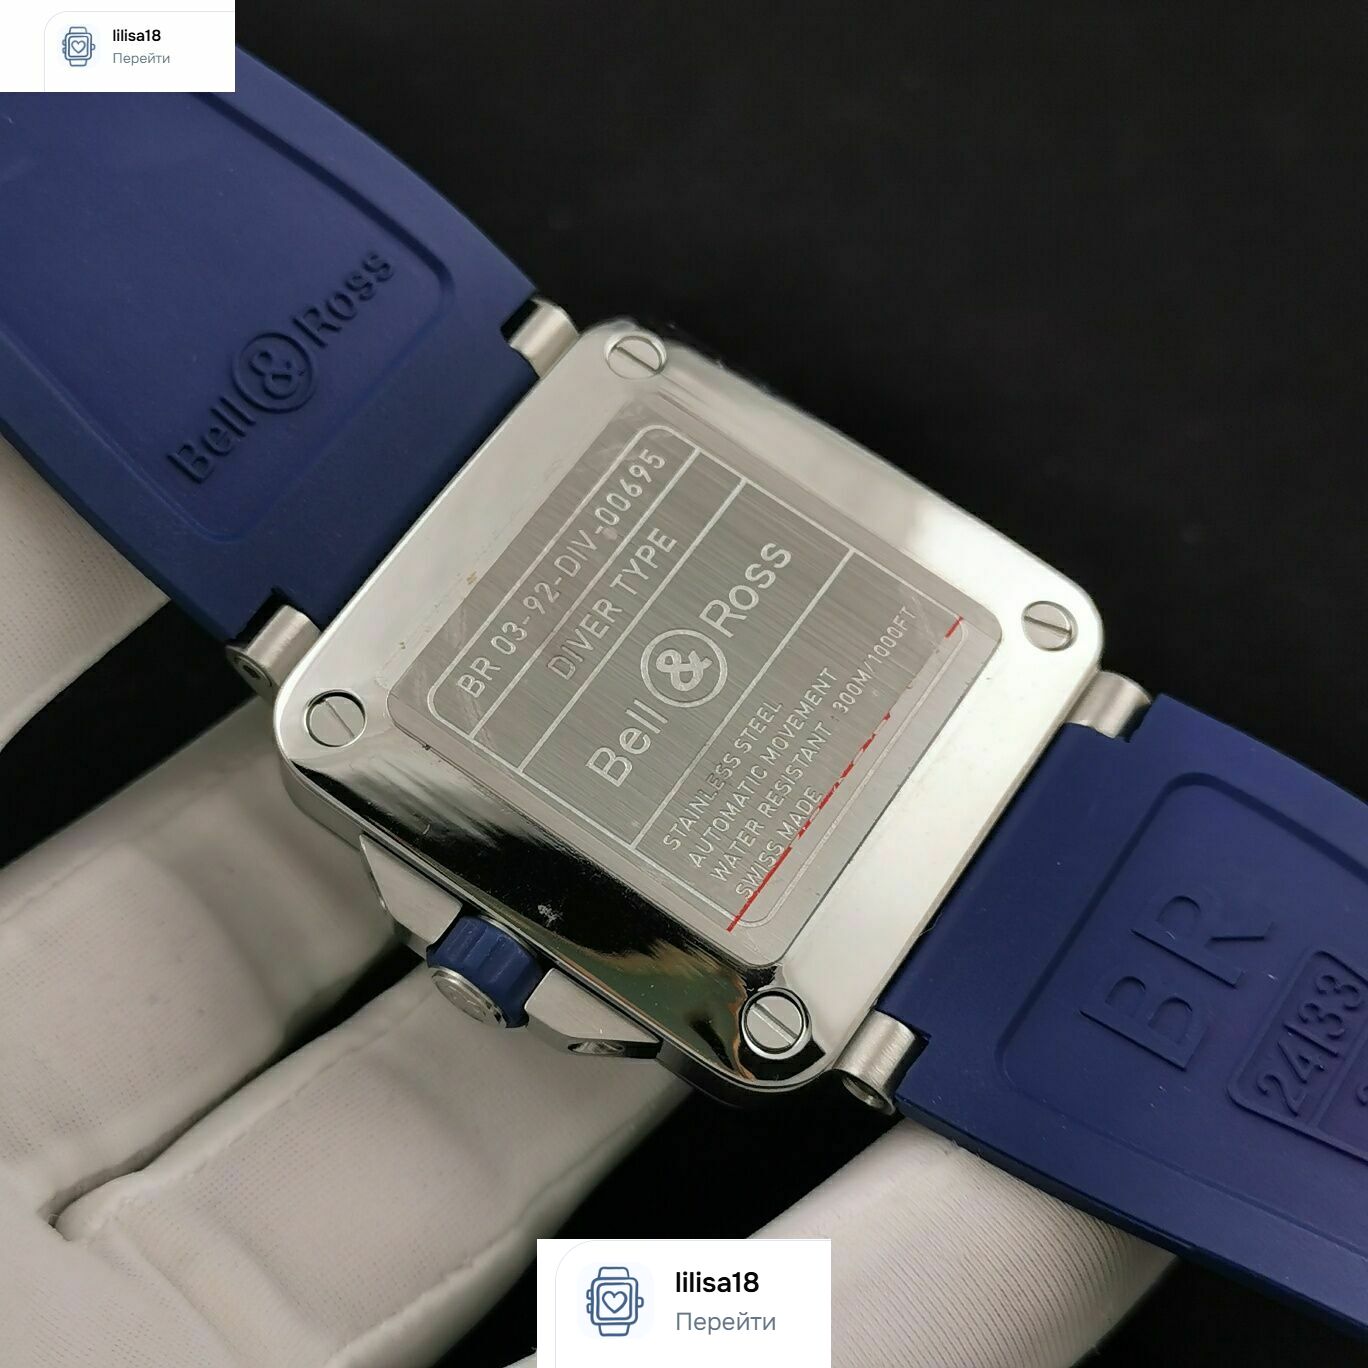 lilisa18
Перейти
Bell & Ross
BR 03-92-DIV-00695
DIVER TYPE
Bell & Ross
STAINLESS STEEL
AUTOMATIC MOVEMENT
WATER RESISTANT 300M/1000FT
SWISS MADE
BR
24/33
lilisa18
Перейти